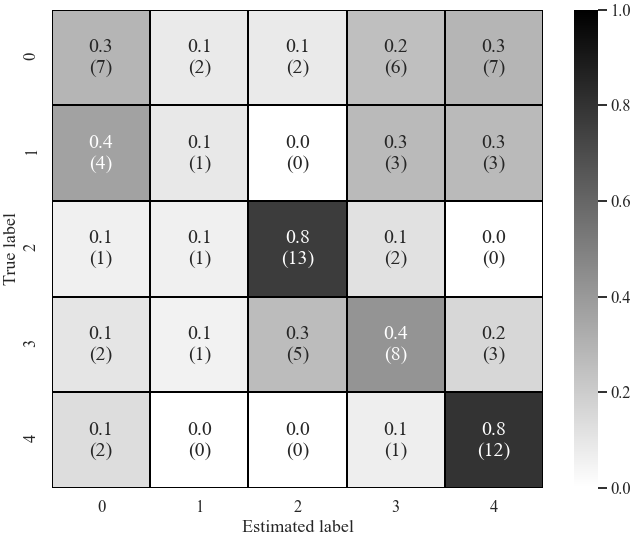 0.3 0.1 0.1 0.2 0.3 1.0
0 (7) (2) (2) (6) (7)
0.8
0.4 0.1 0.0 0.3 0.3
1 (4) (1) (0) (3) (3)
0.6
True label
0.1 0.1 0.8 0.1 0.0
2 (1) (1) (13) (2) (0)
0.4
0.1 0.1 0.3 0.4 0.2
3 (2) (1) (5) (8) (3)
0.2
0.1 0.0 0.0 0.1 0.8
4 (2) (0) (0) (1) (12)
0.0
0 1 2 3 4
Estimated label